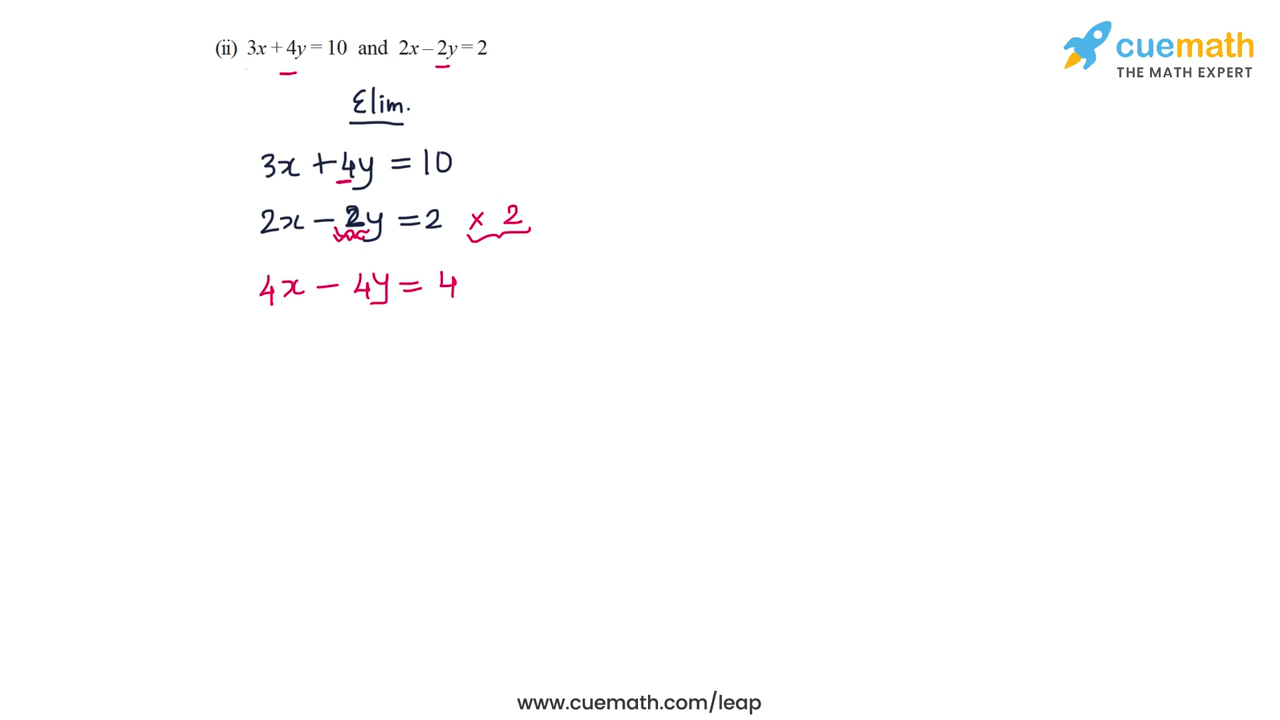 (ii) 3x + 4y = 10 and 2x – 2y = 2
cuemath
THE MATH EXPERT
Elim.
3x + 4y = 10
2x – 2y = 2 × 2
4x – 4y = 4
www.cuemath.com/leap